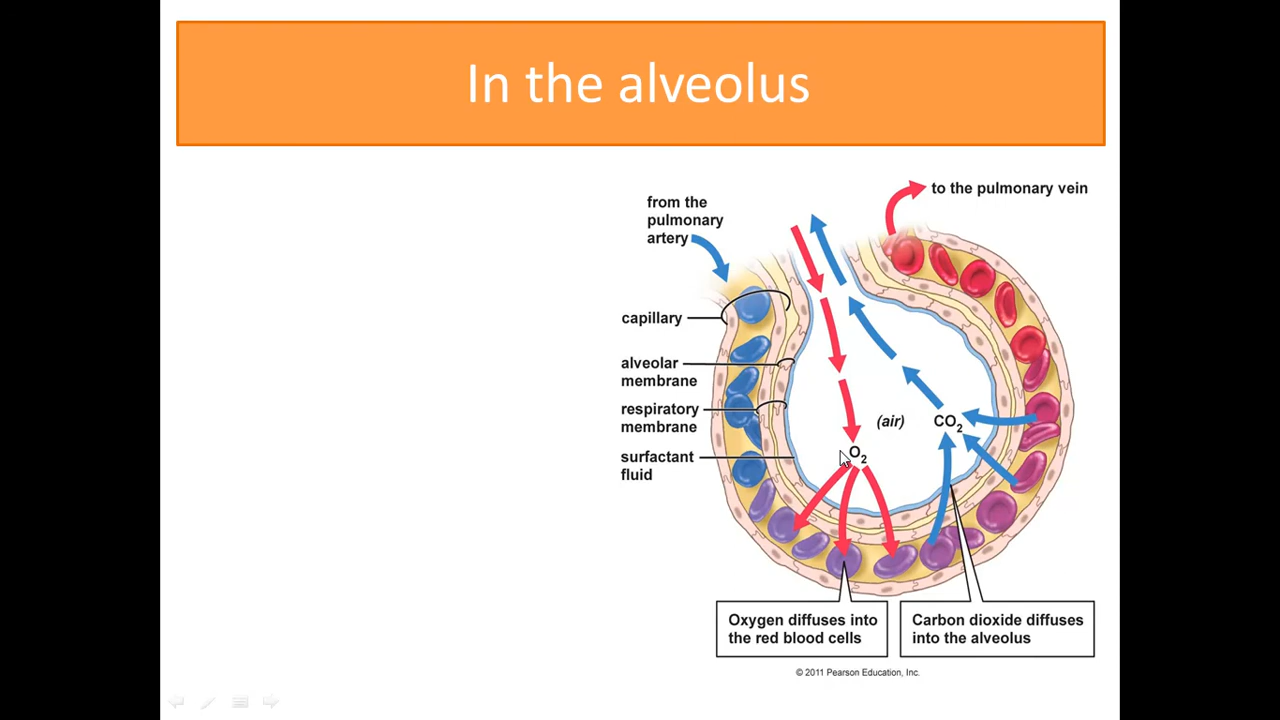 In the alveolus
from the
pulmonary
artery
to the pulmonary vein
capillary
alveolar
membrane
respiratory
membrane
surfactant
fluid
(air)
CO2
O2
Oxygen diffuses into
the red blood cells
Carbon dioxide diffuses
into the alveolus
© 2011 Pearson Education, Inc.